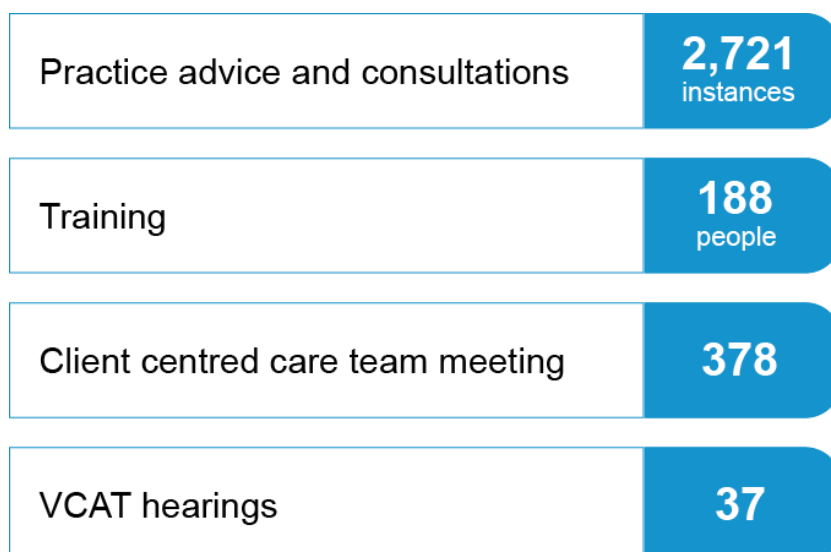 Practice advice and consultations
2,721
instances
Training
188
people
Client centred care team meeting
378
VCAT hearings
37